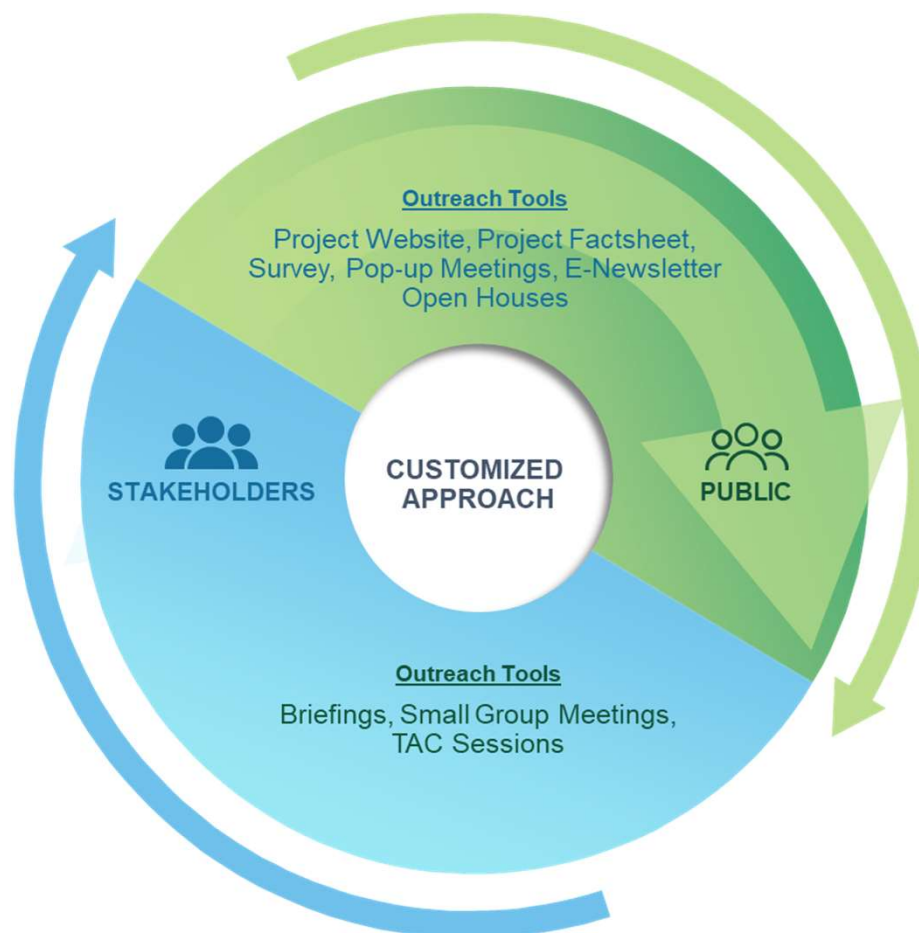 Outreach Tools
Project Website, Project Factsheet,
Survey, Pop-up Meetings, E-Newsletter
Open Houses
STAKEHOLDERS
CUSTOMIZED
APPROACH
PUBLIC
Outreach Tools
Briefings, Small Group Meetings,
TAC Sessions